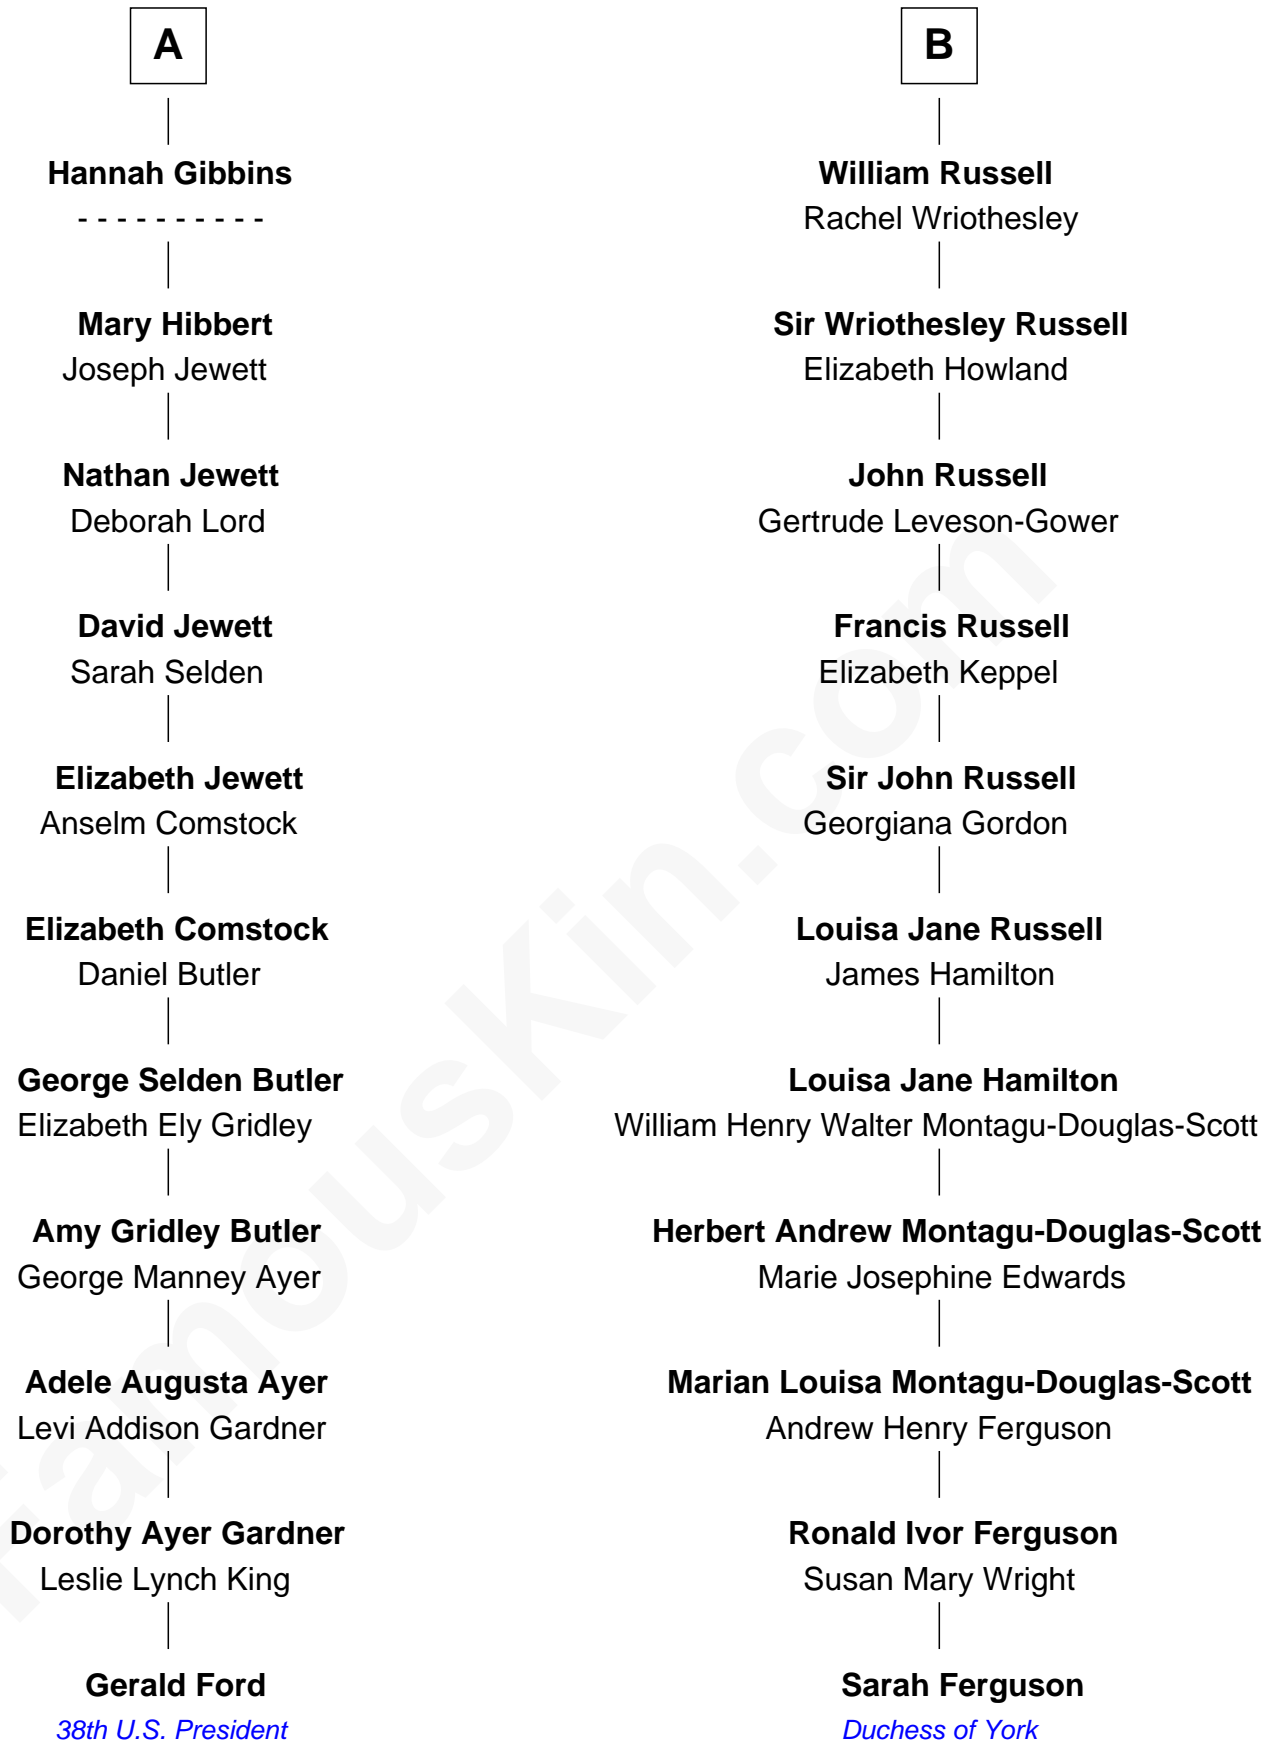 A
Hannah Gibbins
- - - - - - - - - -
Mary Hibbert
Joseph Jewett
Nathan Jewett
Deborah Lord
David Jewett
Sarah Selden
Elizabeth Jewett
Anselm Comstock
Elizabeth Comstock
Daniel Butler
George Selden Butler
Elizabeth Ely Gridley
Amy Gridley Butler
George Manney Ayer
Adele Augusta Ayer
Levi Addison Gardner
Dorothy Ayer Gardner
Leslie Lynch King
Gerald Ford
38th U.S. President
B
William Russell
Rachel Wriothesley
Sir Wriothesley Russell
Elizabeth Howland
John Russell
Gertrude Leveson-Gower
Francis Russell
Elizabeth Keppel
Sir John Russell
Georgiana Gordon
Louisa Jane Russell
James Hamilton
Louisa Jane Hamilton
William Henry Walter Montagu-Douglas-Scott
Herbert Andrew Montagu-Douglas-Scott
Marie Josephine Edwards
Marian Louisa Montagu-Douglas-Scott
Andrew Henry Ferguson
Ronald Ivor Ferguson
Susan Mary Wright
Sarah Ferguson
Duchess of York
FamousKin.com